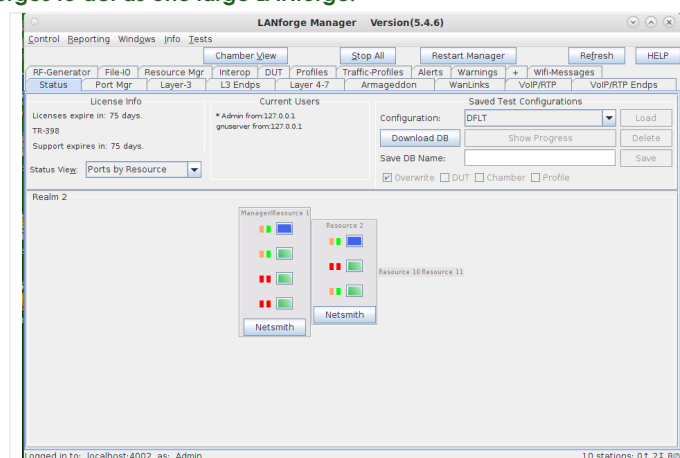 LANforge Manager Version(5.4.6)
Control Reporting Windows Info Tests
Chamber View Stop All Restart Manager Refresh HELP
RF-Generator File-IO Resource Mgr Interop DUT Profiles Traffic-Profiles Alerts Warnings + Wifi-Messages
Status Port Mgr Layer-3 L3 Endps Layer 4-7 Armageddon WanLinks VoIP/RTP VoIP/RTP Endps
License Info Current Users Saved Test Configurations
Licenses expire in: 75 days. * Admin from:127.0.0.1
gnuserver from:127.0.0.1
Configuration: DFLT Load
TR-398
Download DB Show Progress Delete
Support expires in: 75 days.
Save DB Name: Save
Status View: Ports by Resource
Overwrite DUT Chamber Profile
Realm 2
Manager/Resource 1
Resource 2
Resource 10 Resource 11
Netsmith
Netsmith
Logged in to: localhost:4002 as: Admin